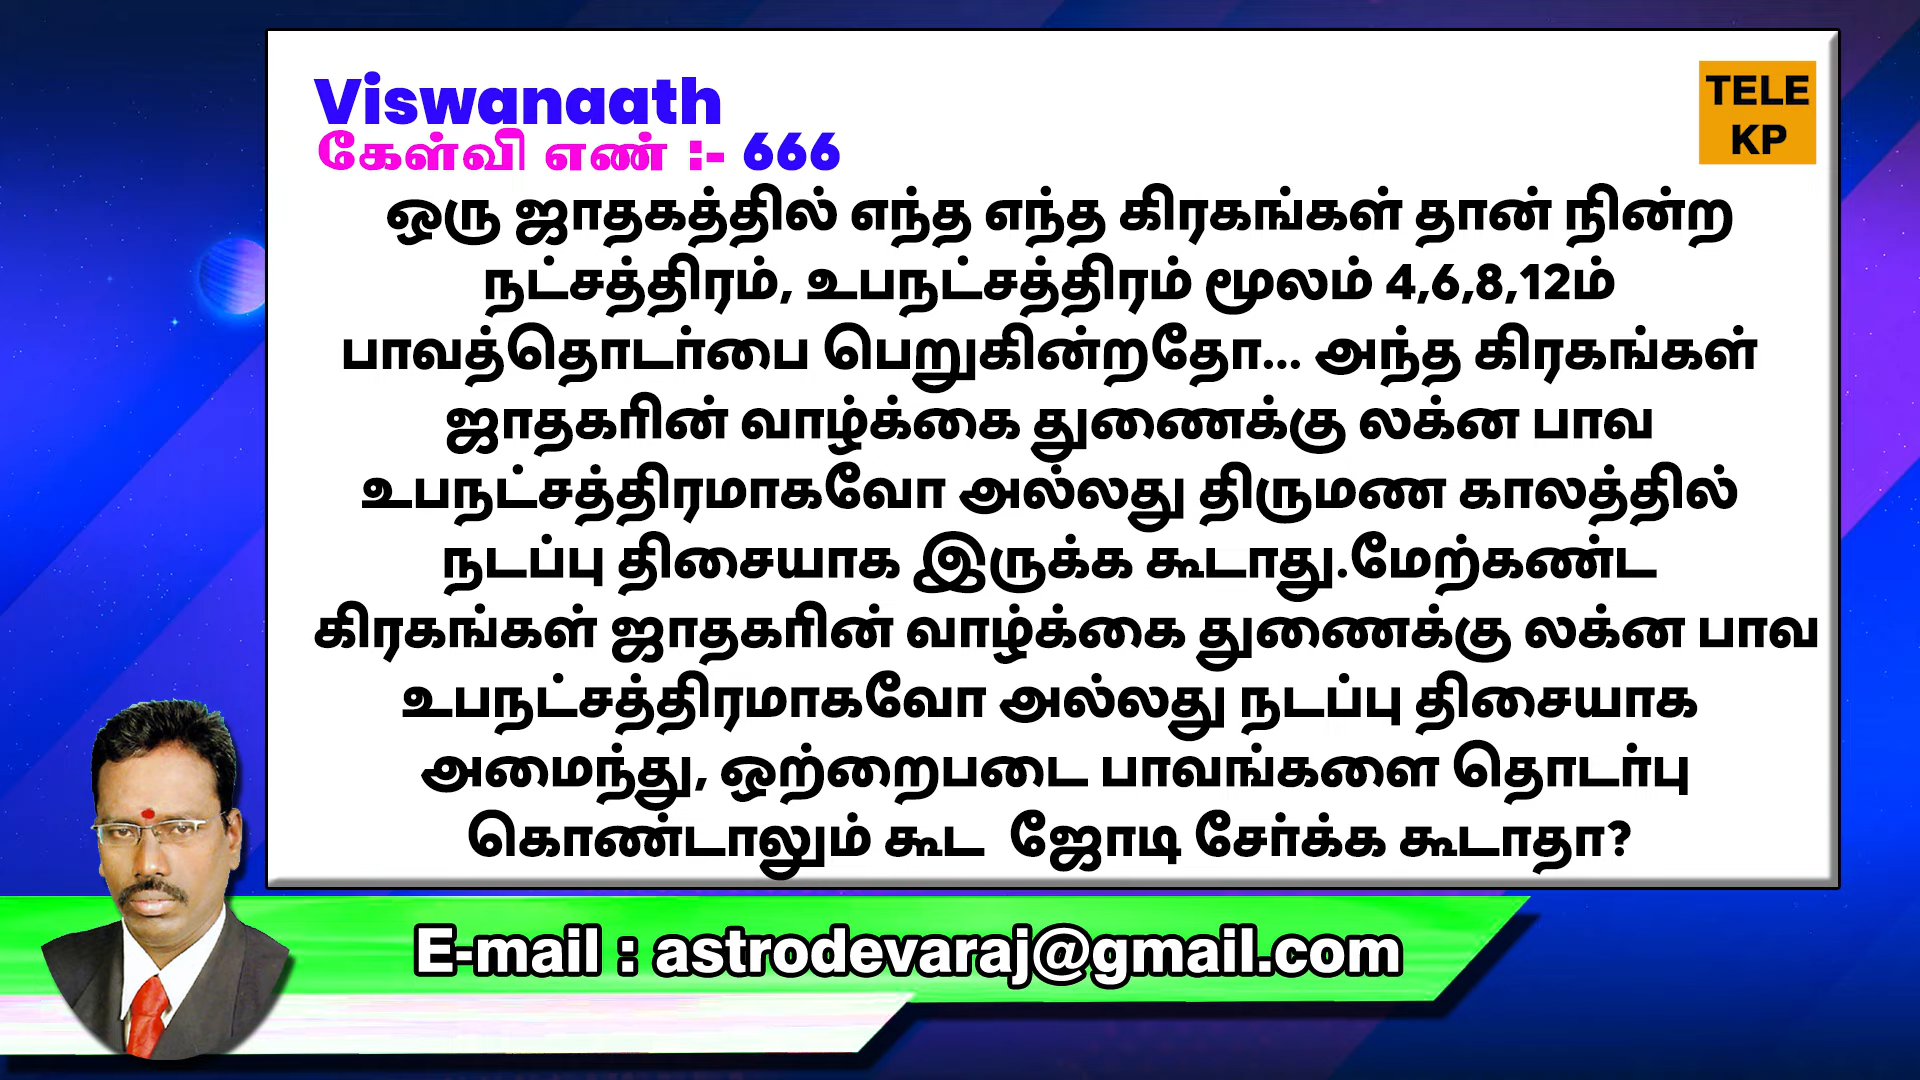 Viswanaath
TELE
KP
கேள்வி எண் :- 666
ஒரு ஜாதகத்தில் எந்த எந்த கிரகங்கள் தான் நின்ற
நட்சத்திரம், உபநட்சத்திரம் மூலம் 4,6,8,12ம்
பாவத்தொடர்பை பெறுகின்றதோ... அந்த கிரகங்கள்
ஜாதகரின் வாழ்க்கை துணைக்கு லக்ன பாவ
உபநட்சத்திரமாகவோ அல்லது திருமண காலத்தில்
நடப்பு திசையாக இருக்க கூடாது.மேற்கண்ட
கிரகங்கள் ஜாதகரின் வாழ்க்கை துணைக்கு லக்ன பாவ
உபநட்சத்திரமாகவோ அல்லது நடப்பு திசையாக
அமைந்து, ஒற்றைபடை பாவங்களை தொடர்பு
கொண்டாலும் கூட ஜோடி சேர்க்க கூடாதா?
E-mail : astrodevaraj@gmail.com